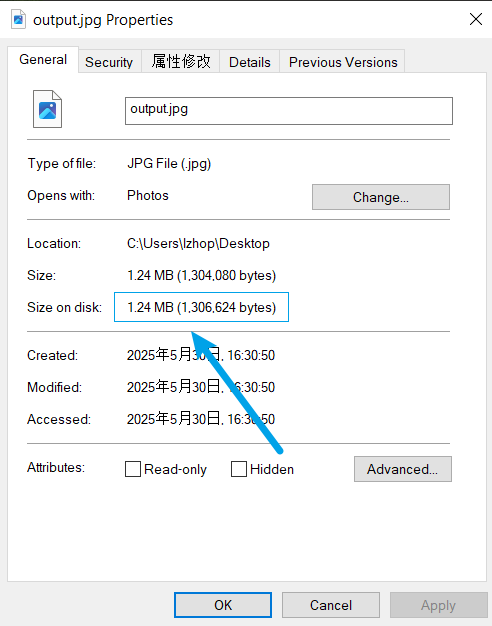 output.jpg Properties
General Security 属性修改 Details Previous Versions
output.jpg
Type of file: JPG File (.jpg)
Opens with: Photos Change...
Location: C:\Users\lzhop\Desktop
Size: 1.24 MB (1,304,080 bytes)
Size on disk: 1.24 MB (1,306,624 bytes)
Created: 2025年5月30日, 16:30:50
Modified: 2025年5月30日, 16:30:50
Accessed: 2025年5月30日, 16:30:50
Attributes: Read-only Hidden Advanced...
OK Cancel Apply